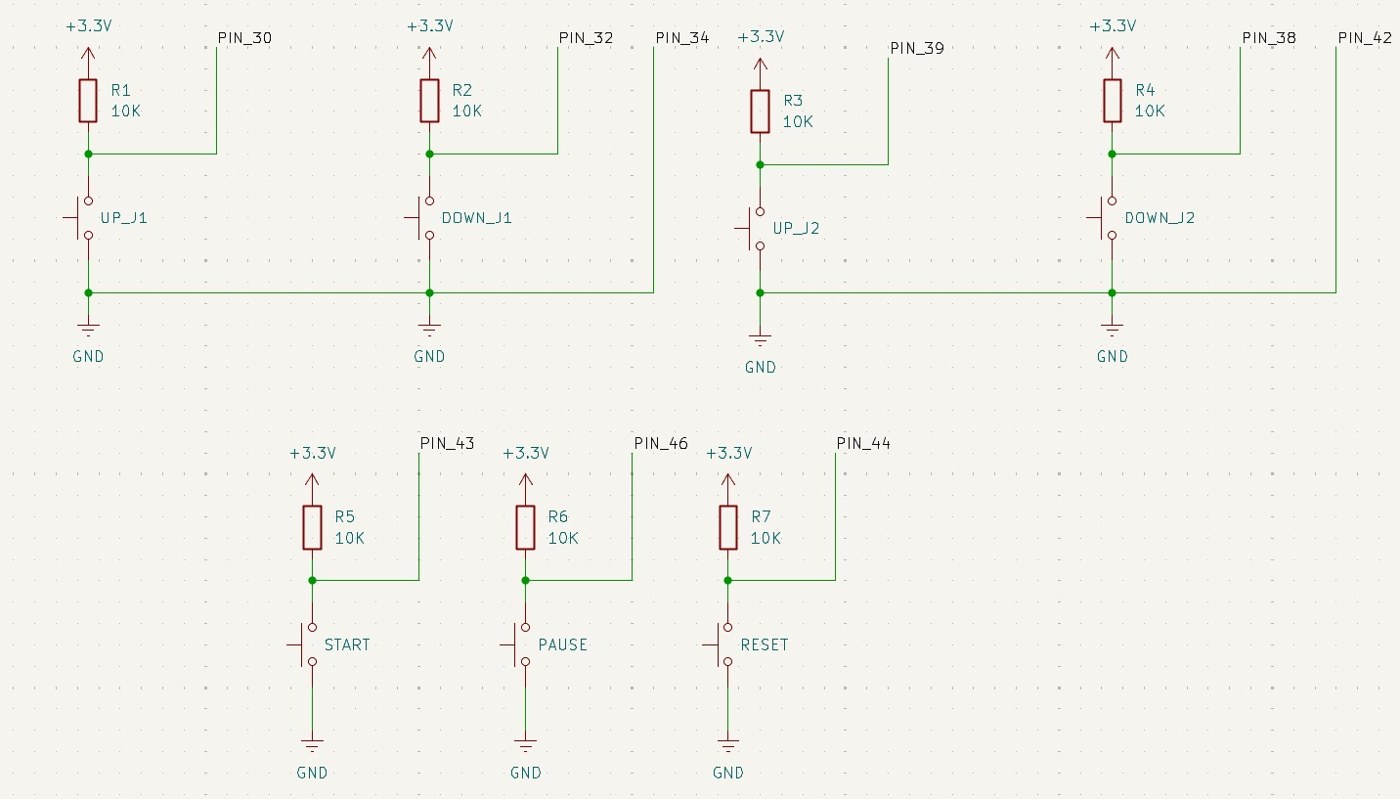 +3.3V
PIN_30
R1
10K
UP_J1
GND
+3.3V
PIN_32
PIN_34
R2
10K
DOWN_J1
GND
+3.3V
PIN_39
R3
10K
UP_J2
GND
+3.3V
PIN_38
PIN_42
R4
10K
DOWN_J2
GND
+3.3V
PIN_43
R5
10K
START
GND
+3.3V
PIN_46
R6
10K
PAUSE
GND
+3.3V
PIN_44
R7
10K
RESET
GND